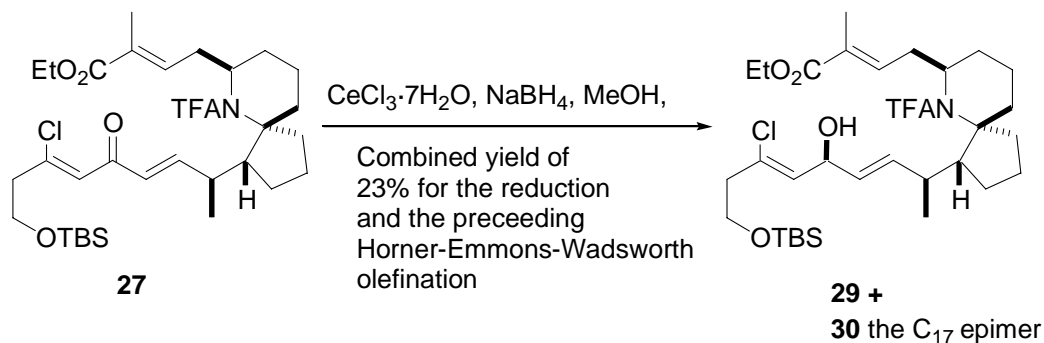 EtO₂C
TFAN
Cl
O
H
OTBS
27
CeCl₃·7H₂O, NaBH₄, MeOH,
Combined yield of
23% for the reduction
and the preceeding
Horner-Emmons-Wadsworth
olefination
EtO₂C
TFAN
Cl
OH
H
OTBS
29 +
30 the C₁₇ epimer